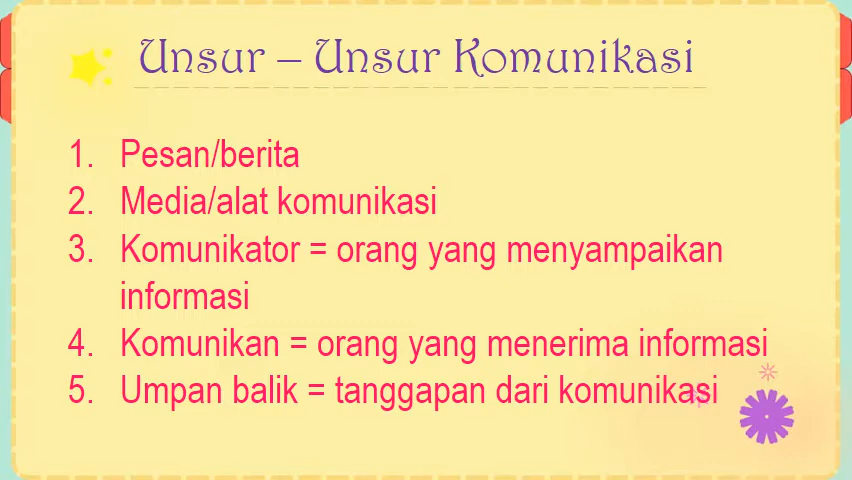 Unsur – Unsur Komunikasi
1. Pesan/berita
2. Media/alat komunikasi
3. Komunikator = orang yang menyampaikan
informasi
4. Komunikan = orang yang menerima informasi
5. Umpan balik = tanggapan dari komunikasi